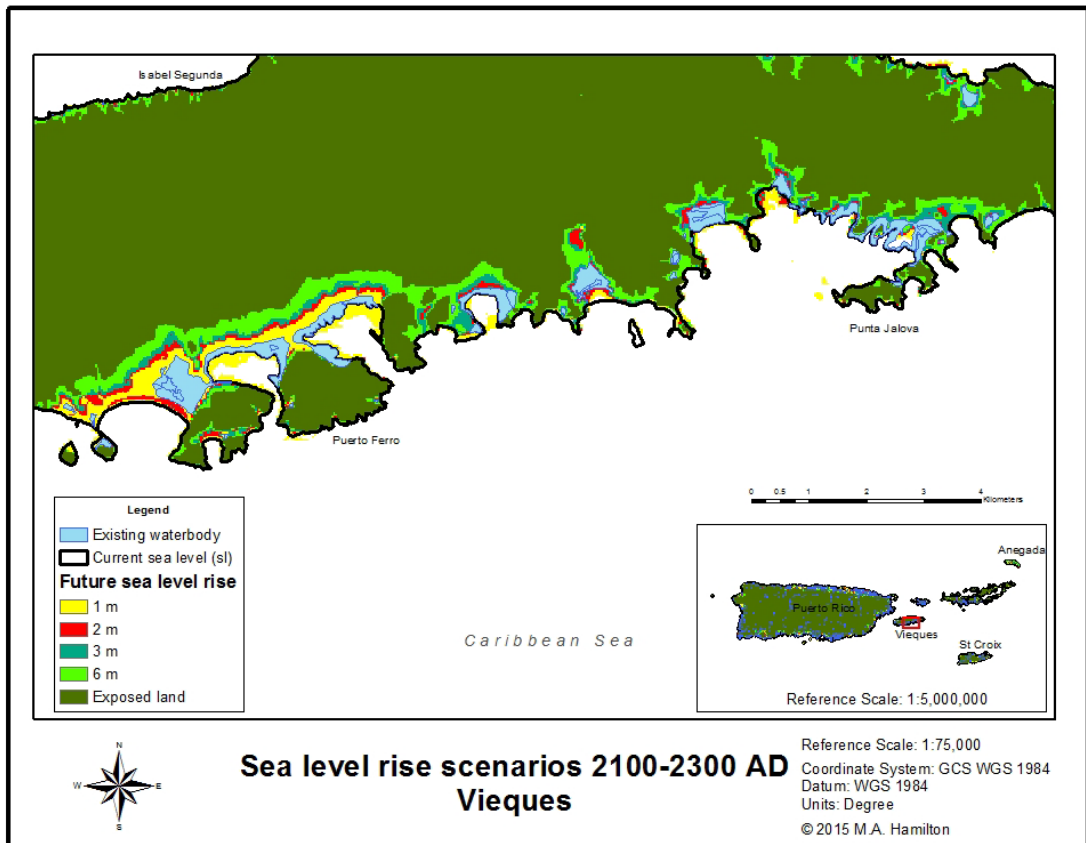 Isabel Segunda
Punta Jalova
Puerto Ferro
Legend
Existing waterbody
Current sea level (sl)
Future sea level rise
1 m
2 m
3 m
6 m
Exposed land
0 0.5 1 2 3 4
Kilometers
Caribbean Sea
Anegada
Puerto Rico
Vieques
St Croix
Reference Scale: 1:5,000,000
N
W E
S
Sea level rise scenarios 2100-2300 AD
Vieques
Reference Scale: 1:75,000
Coordinate System: GCS WGS 1984
Datum: WGS 1984
Units: Degree
© 2015 M.A. Hamilton